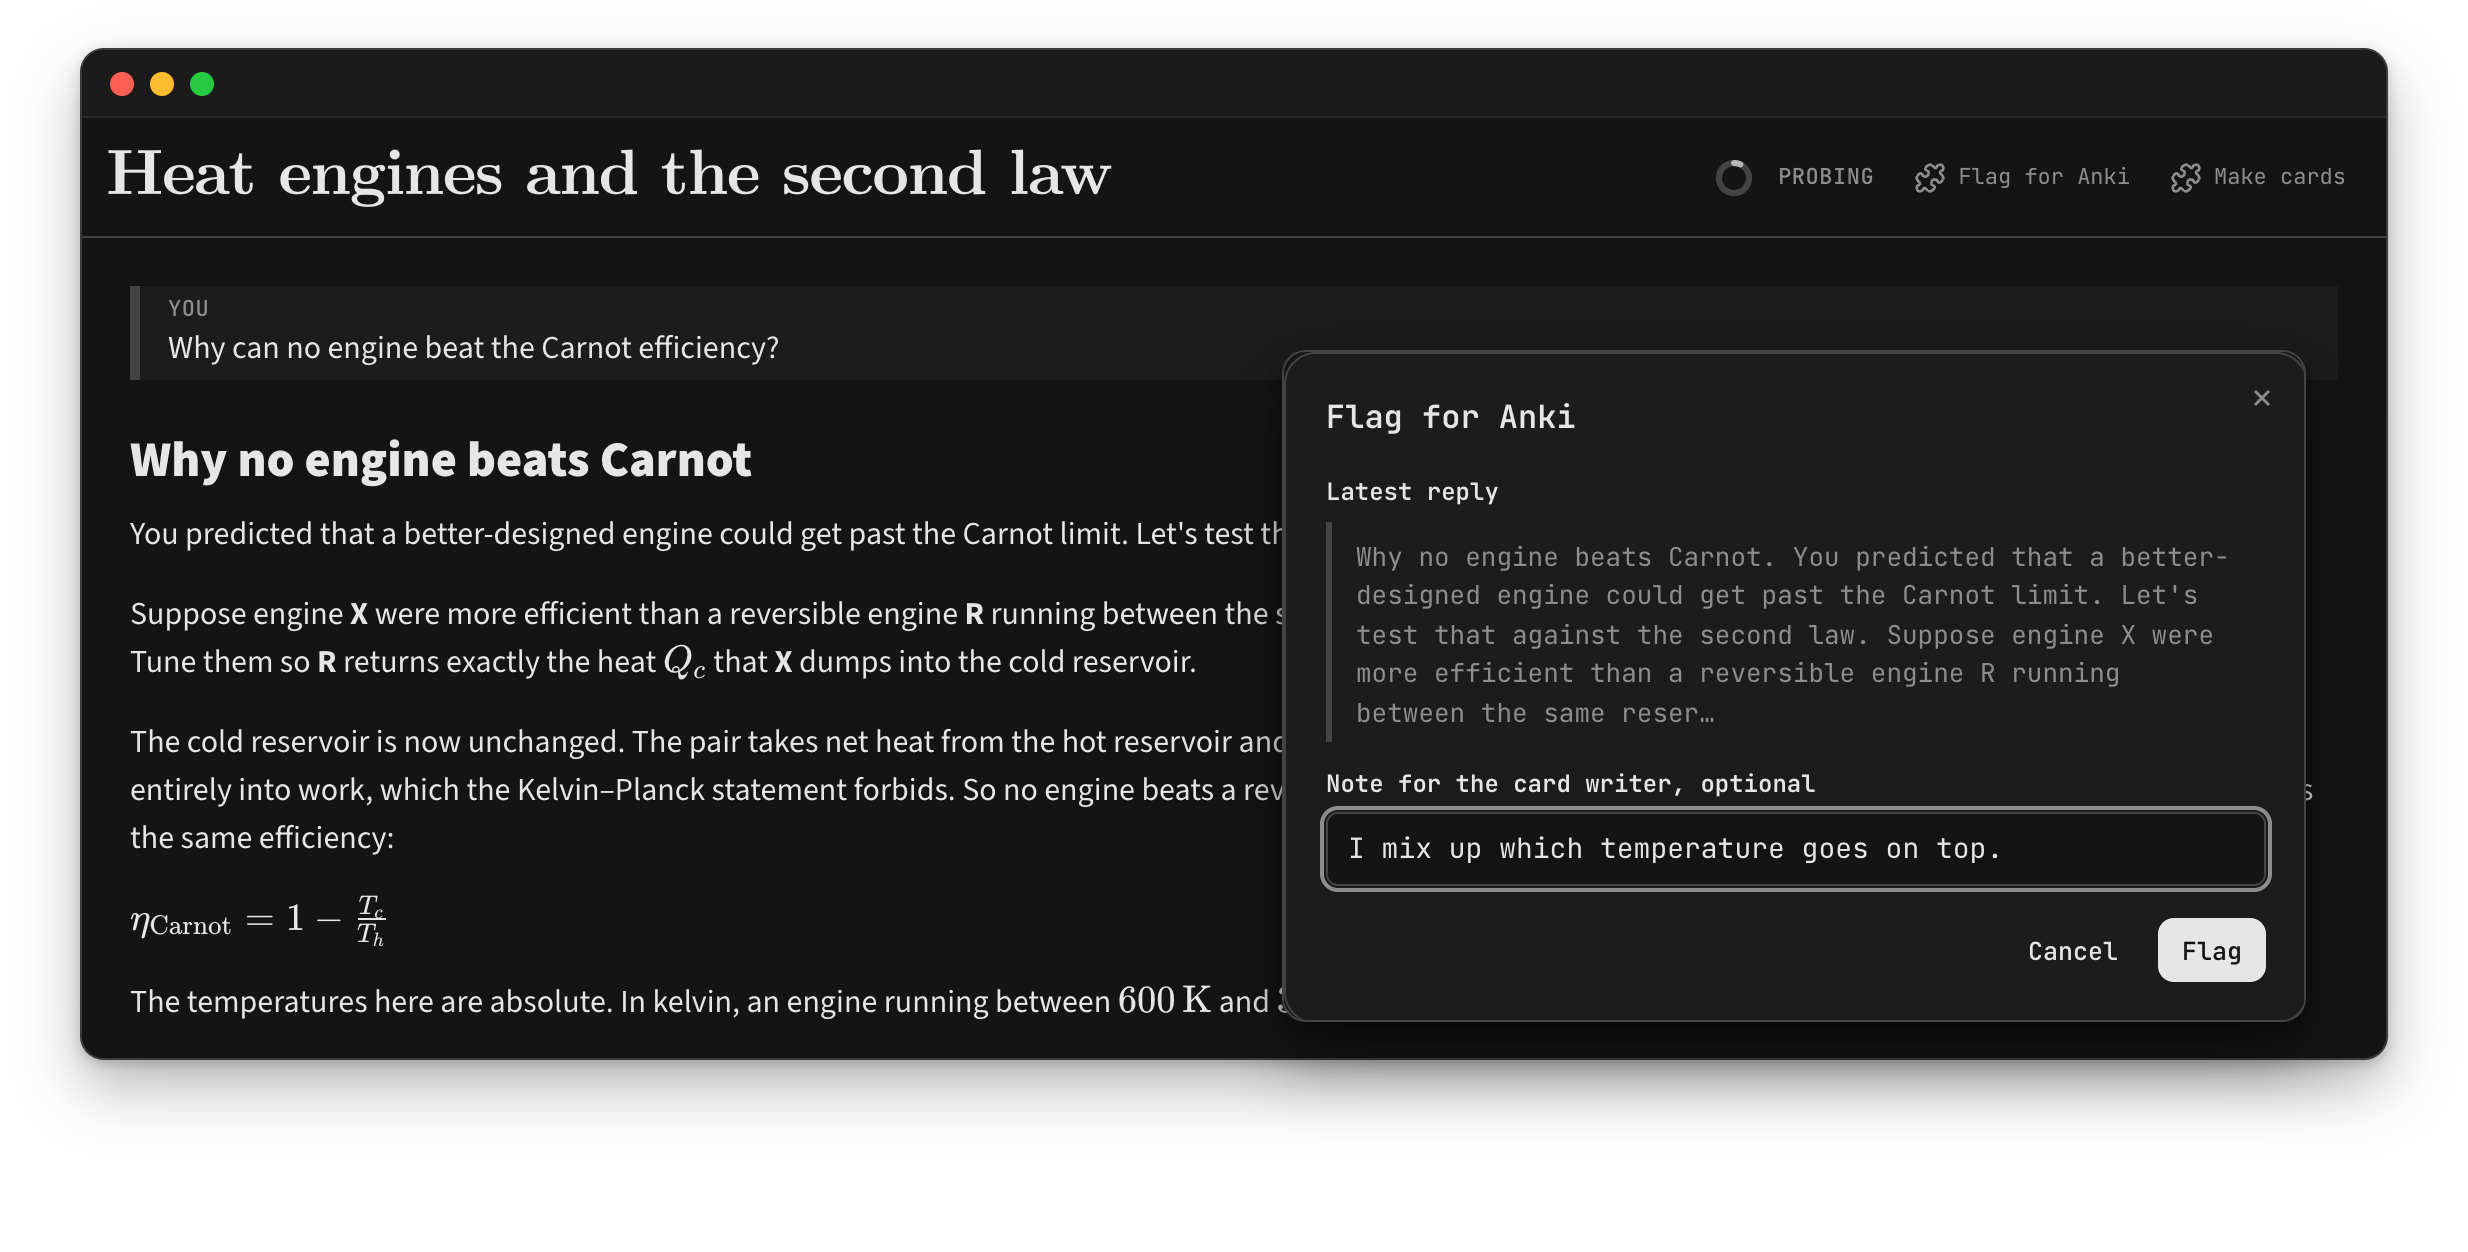 Heat engines and the second law
PROBING
Flag for Anki
Make cards
YOU
Why can no engine beat the Carnot efficiency?
Why no engine beats Carnot
You predicted that a better-designed engine could get past the Carnot limit. Let's test
Suppose engine X were more efficient than a reversible engine R running between the
Tune them so R returns exactly the heat Q_c that X dumps into the cold reservoir.
The cold reservoir is now unchanged. The pair takes net heat from the hot reservoir and
entirely into work, which the Kelvin–Planck statement forbids. So no engine beats a
the same efficiency:
η_Carnot = 1 − T_c/T_h
The temperatures here are absolute. In kelvin, an engine running between 600 K and
Flag for Anki
Latest reply
Why no engine beats Carnot. You predicted that a better-
designed engine could get past the Carnot limit. Let's
test that against the second law. Suppose engine X were
more efficient than a reversible engine R running
between the same reser…
Note for the card writer, optional
I mix up which temperature goes on top.
Cancel
Flag